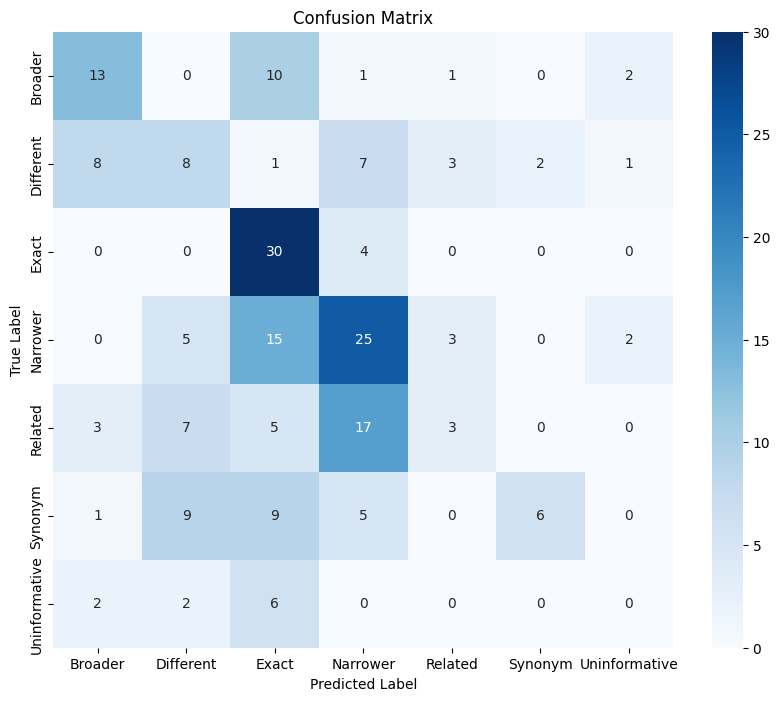 Confusion Matrix
Broader 13 0 10 1 1 0 2
Different 8 8 1 7 3 2 1
Exact 0 0 30 4 0 0 0
Narrower 0 5 15 25 3 0 2
Related 3 7 5 17 3 0 0
Synonym 1 9 9 5 0 6 0
Uninformative 2 2 6 0 0 0 0
Broader Different Exact Narrower Related Synonym Uninformative
Predicted Label
True Label
30
25
20
15
10
5
0